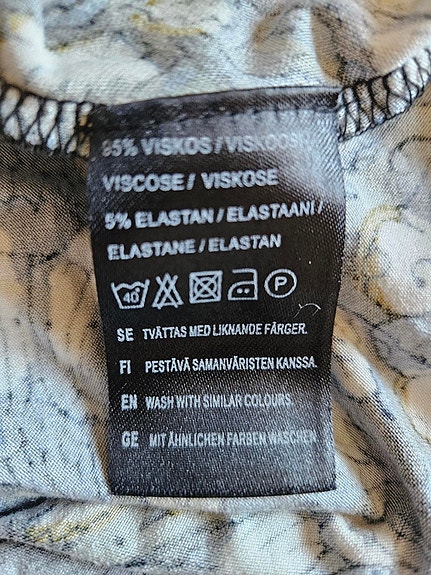 95% VISKOS / VISKOOSI/
VISCOSE / VISKOSE
5% ELASTAN / ELASTAANI /
ELASTANE / ELASTAN
40 P
SE TVÄTTAS MED LIKNANDE FÄRGER.
FI PESTÄVÄ SAMANVÄRISTEN KANSSA.
EN WASH WITH SIMILAR COLOURS.
GE MIT ÄHNLICHEN FARBEN WASCHEN